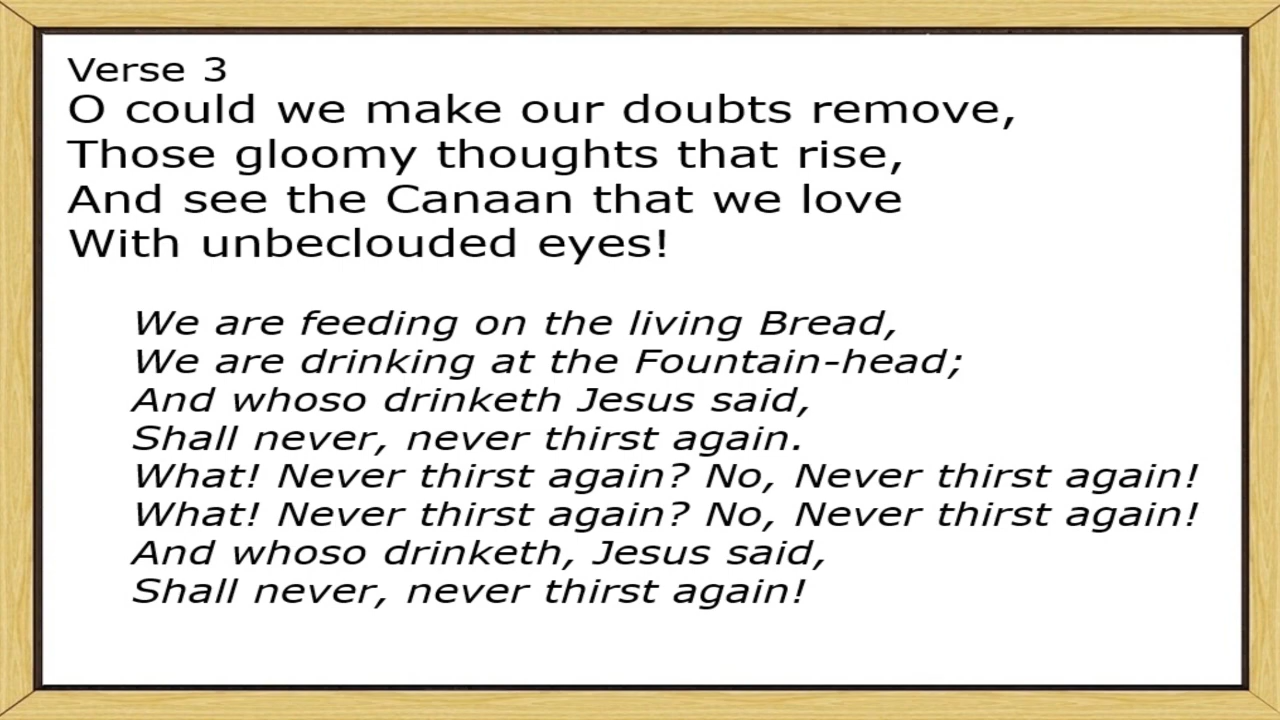 Verse 3
O could we make our doubts remove,
Those gloomy thoughts that rise,
And see the Canaan that we love
With unbeclouded eyes!
We are feeding on the living Bread,
We are drinking at the Fountain-head;
And whoso drinketh Jesus said,
Shall never, never thirst again.
What! Never thirst again? No, Never thirst again!
What! Never thirst again? No, Never thirst again!
And whoso drinketh, Jesus said,
Shall never, never thirst again!